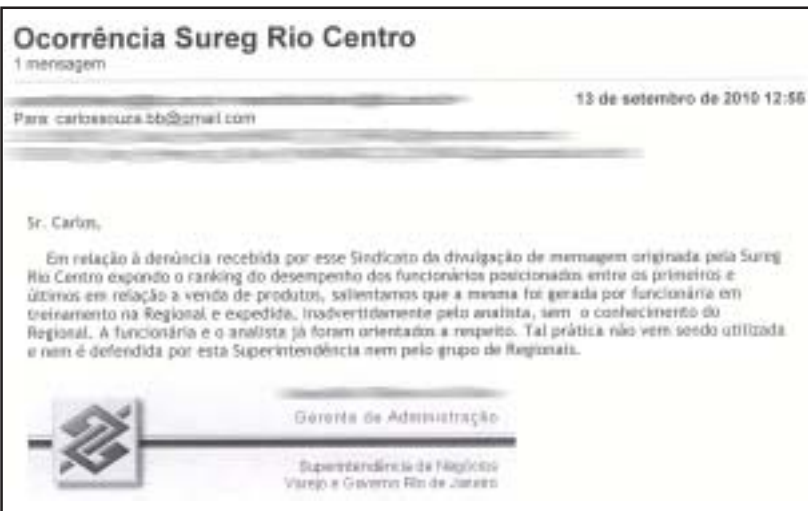 Ocorrência Sureg Rio Centro
1 mensagem
13 de setembro de 2010 12:56
Para: carlossouza.bb@gmail.com
Sr. Carlos,
Em relação à denúncia recebida por esse Sindicato da divulgação de mensagem originada pela Sureg
Rio Centro expondo o ranking do desempenho dos funcionários posicionados entre os primeiros e
últimos em relação a venda de produtos, salientamos que a mesma foi gerada por funcionária em
treinamento na Regional e expedida, inadvertidamente pelo analista, sem o conhecimento do
Regional. A funcionária e o analista já foram orientados a respeito. Tal prática não vem sendo utilizada
e nem é defendida por esta Superintendência nem pelo grupo de Regionais.
Gerente de Administração
Superintendência de Negócios
Varejo e Governo Rio de Janeiro